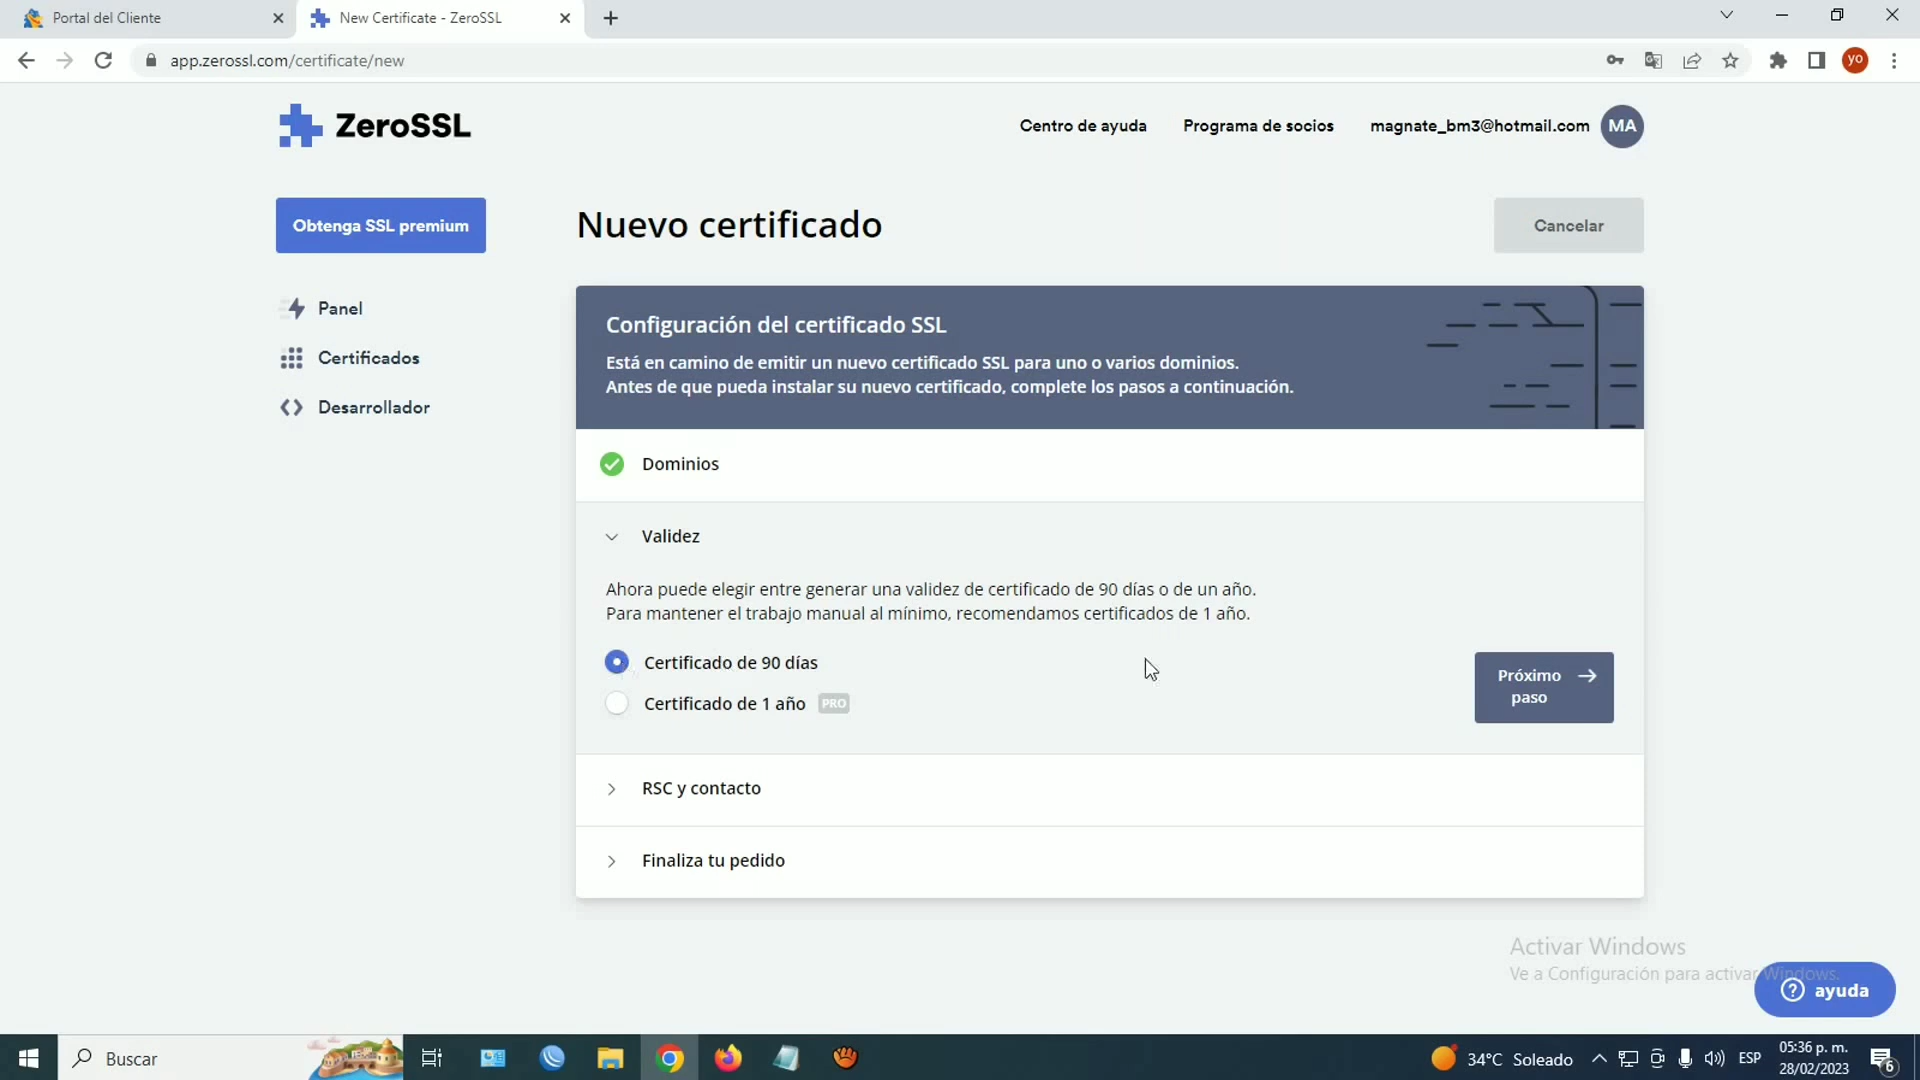 Portal del Cliente
New Certificate - ZeroSSL
app.zerossl.com/certificate/new
yo
ZeroSSL
Centro de ayuda
Programa de socios
magnate_bm3@hotmail.com
MA
Obtenga SSL premium
Nuevo certificado
Cancelar
Panel
Certificados
Desarrollador
Configuración del certificado SSL
Está en camino de emitir un nuevo certificado SSL para uno o varios dominios.
Antes de que pueda instalar su nuevo certificado, complete los pasos a continuación.
Dominios
Validez
Ahora puede elegir entre generar una validez de certificado de 90 días o de un año.
Para mantener el trabajo manual al mínimo, recomendamos certificados de 1 año.
Certificado de 90 días
Certificado de 1 año PRO
Próximo
paso
RSC y contacto
Finaliza tu pedido
Activar Windows
Ve a Configuración para activar Windows.
ayuda
Buscar
34°C Soleado
ESP
05:36 p. m.
28/02/2023
6